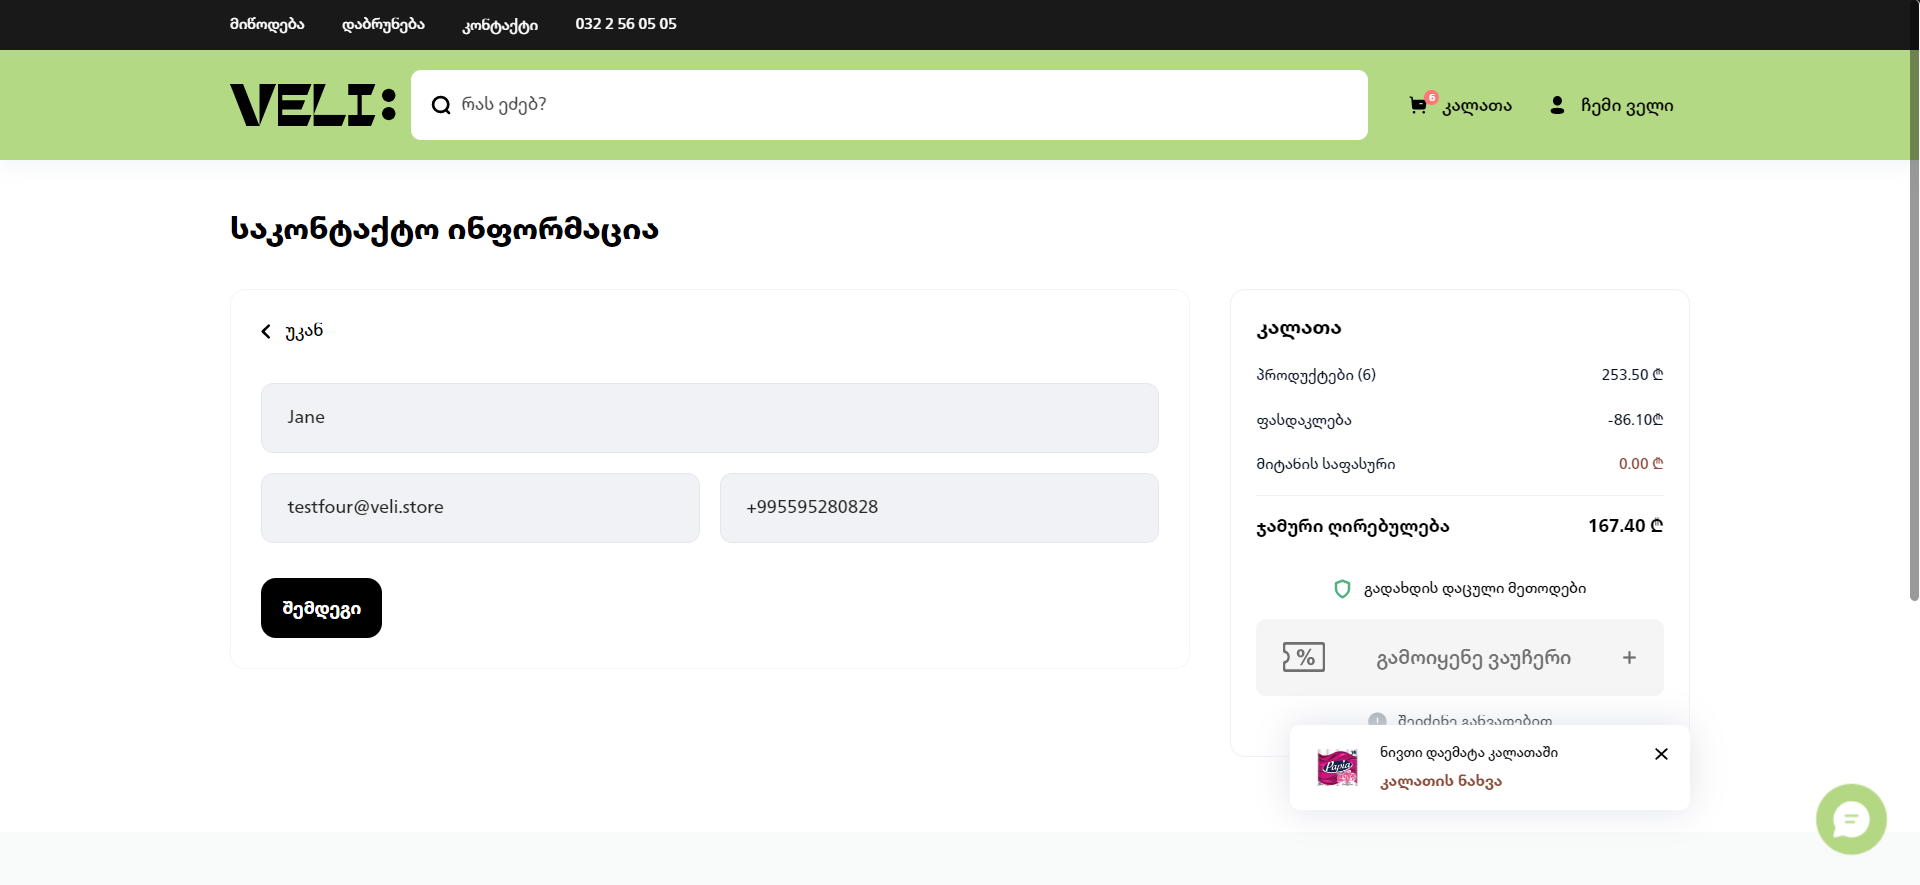 მიწოდება დაბრუნება კონტაქტი 032 2 56 05 05
VELI:
რას ეძებ?
6
კალათა
ჩემი ველი
საკონტაქტო ინფორმაცია
უკან
Jane
testfour@veli.store
+995595280828
შემდეგი
კალათა
პროდუქტები (6) 253.50 ₾
ფასდაკლება -86.10₾
მიტანის საფასური 0.00 ₾
ჯამური ღირებულება 167.40 ₾
გადახდის დაცული მეთოდები
% გამოიყენე ვაუჩერი +
შეიძინე განვადებით
Papia
ნივთი დაემატა კალათაში
კალათის ნახვა